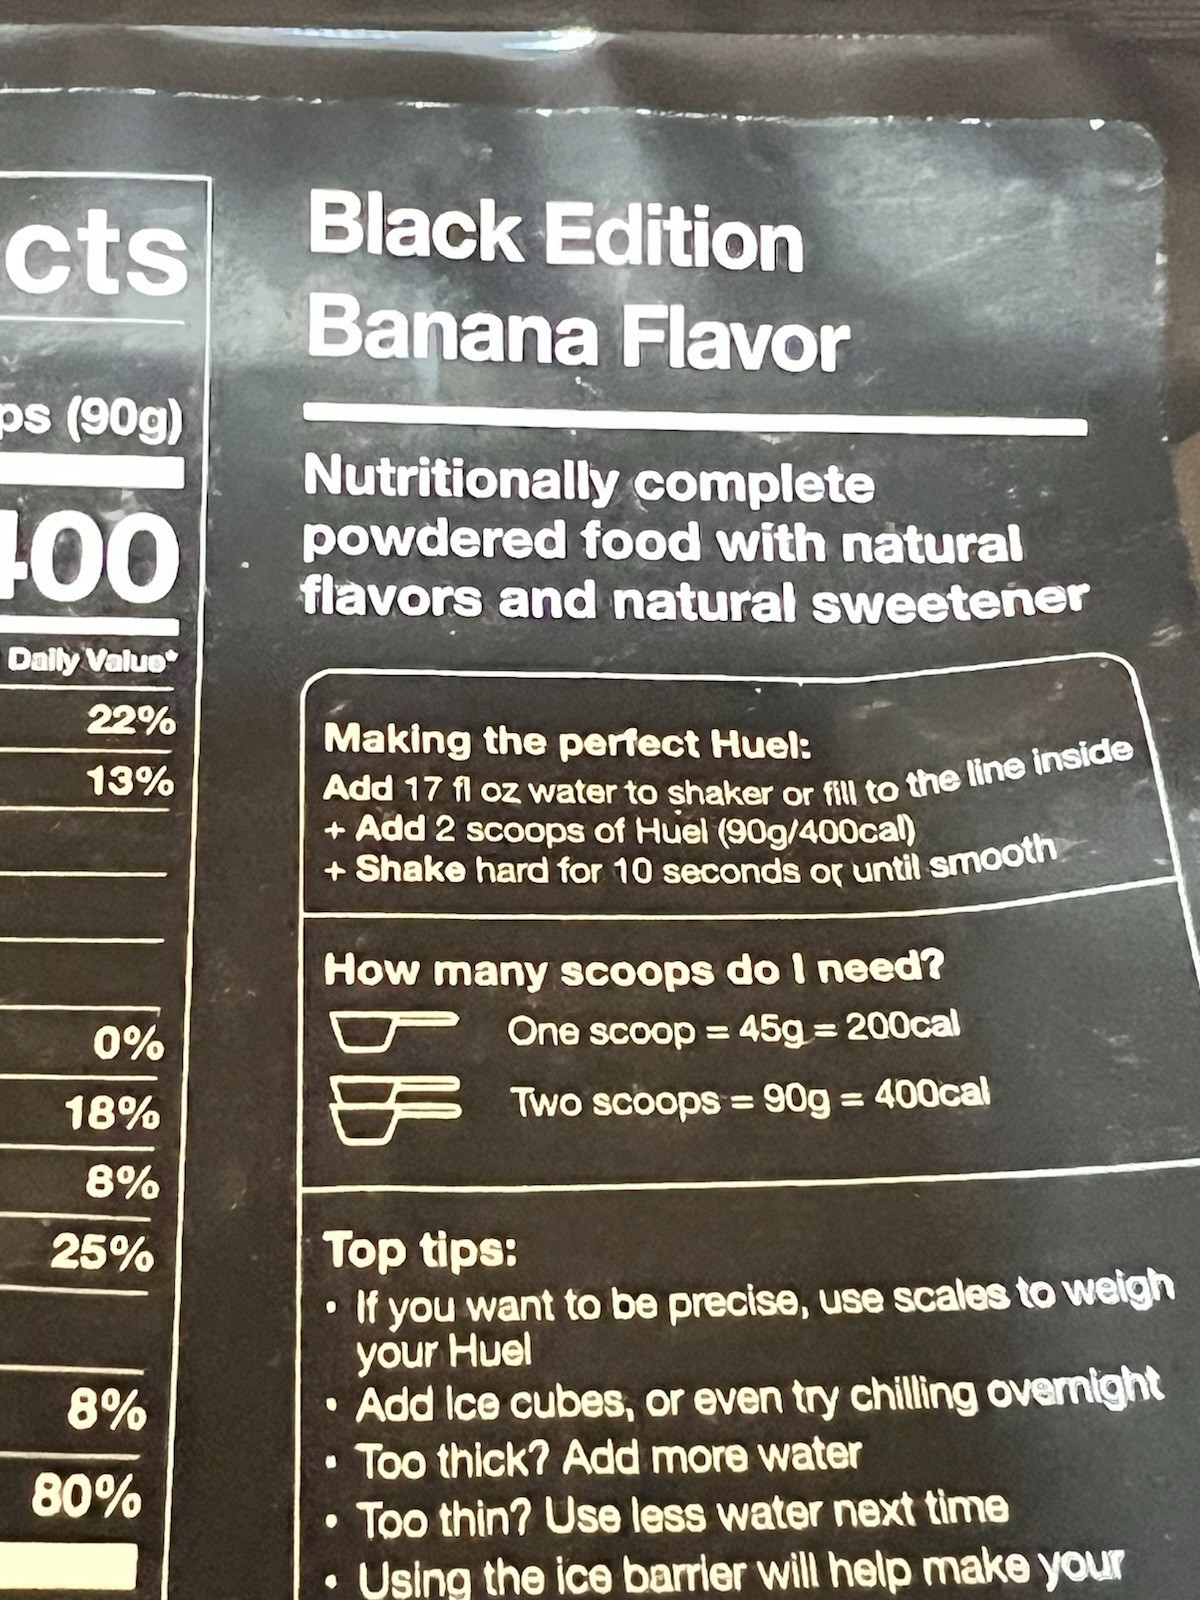 cts
ps (90g)
400
Daily Value*
22%
13%
0%
18%
8%
25%
8%
80%
Black Edition
Banana Flavor
Nutritionally complete
powdered food with natural
flavors and natural sweetener
Making the perfect Huel:
Add 17 fl oz water to shaker or fill to the line inside
+ Add 2 scoops of Huel (90g/400cal)
+ Shake hard for 10 seconds or until smooth
How many scoops do I need?
One scoop = 45g = 200cal
Two scoops = 90g = 400cal
Top tips:
• If you want to be precise, use scales to weigh
your Huel
• Add Ice cubes, or even try chilling overnight
• Too thick? Add more water
• Too thin? Use less water next time
• Using the ice barrier will help make your